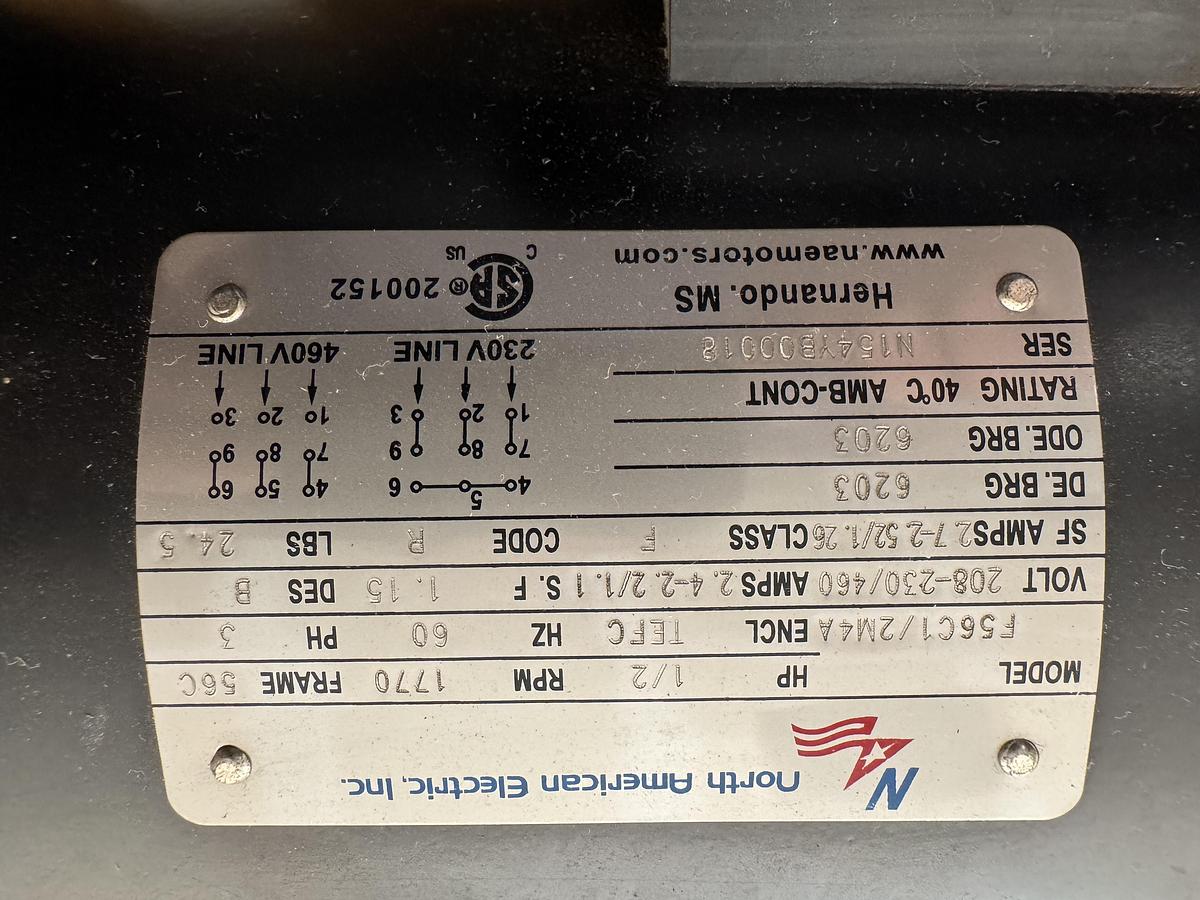 North American Electric, Inc.
MODEL F56C1/2M4A HP 1/2 RPM 1770 FRAME 56C
ENCL TEFC HZ 60 PH 3
VOLT 208-230/460 AMPS 2.4-2.2/1.1 S.F 1.15 DES B
SF AMPS 2.7-2.52/1.26 CLASS F CODE R LBS 24.5
DE.BRG 6203
ODE.BRG 6203
RATING 40°C AMB-CONT
SER N154YB00018
4 5 6
7 8 9
1 2 3
230V LINE
4 5 6
7 8 9
1 2 3
460V LINE
Hernando. MS
www.naemotors.com
C SA ® US 200152